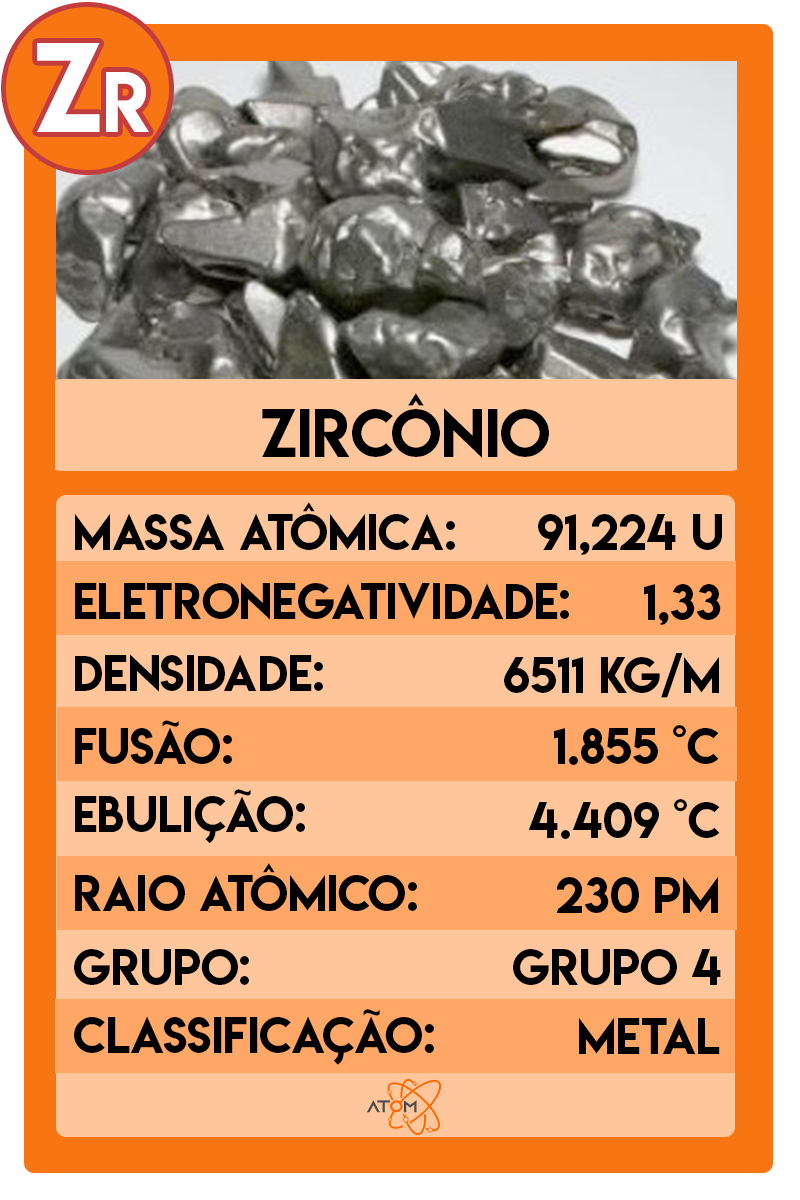 ZR
ZIRCÔNIO
MASSA ATÔMICA: 91,224 U
ELETRONEGATIVIDADE: 1,33
DENSIDADE: 6511 KG/M
FUSÃO: 1.855 °C
EBULIÇÃO: 4.409 °C
RAIO ATÔMICO: 230 PM
GRUPO: GRUPO 4
CLASSIFICAÇÃO: METAL
ATOM